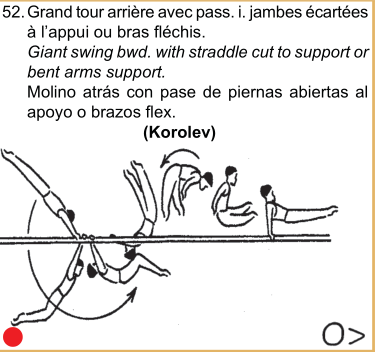 52. Grand tour arrière avec pass. i. jambes écartées
à l'appui ou bras fléchis.
Giant swing bwd. with straddle cut to support or
bent arms support.
Molino atrás con pase de piernas abiertas al
apoyo o brazos flex.
(Korolev)
O>